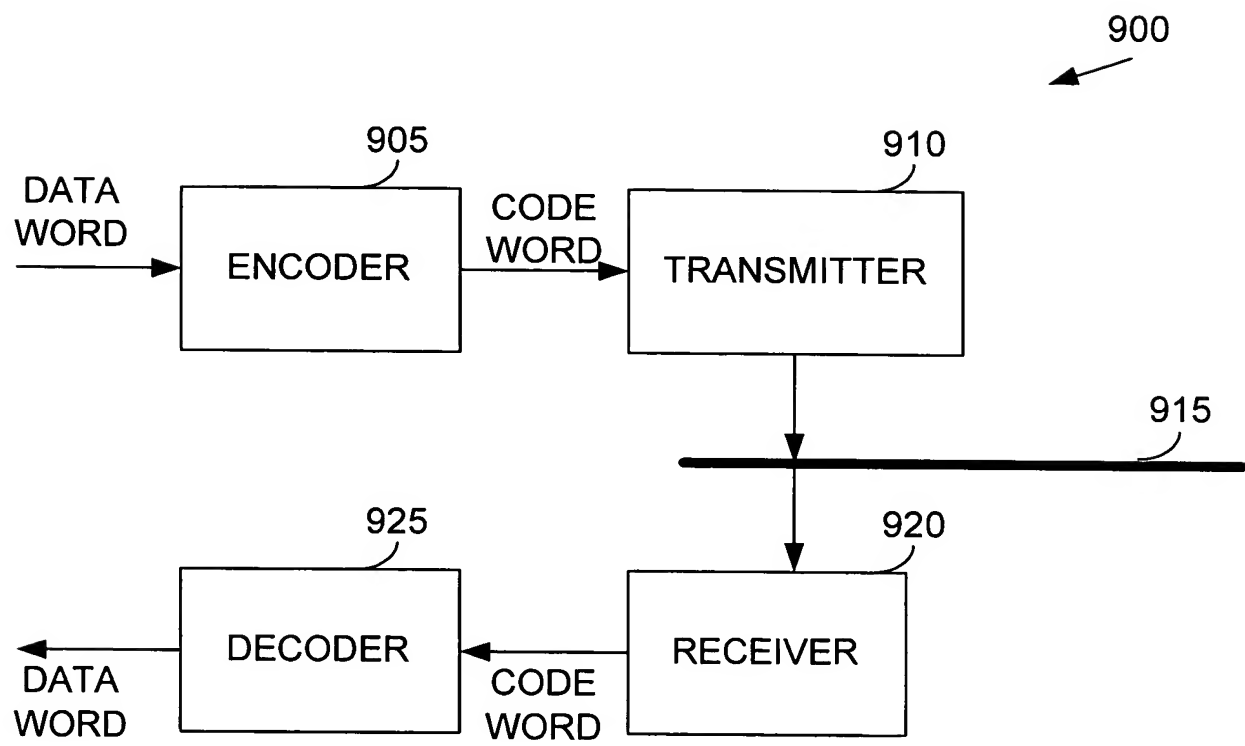 900
905
910
DATA
WORD
ENCODER
CODE
WORD
TRANSMITTER
915
925
920
DECODER
RECEIVER
DATA
WORD
CODE
WORD